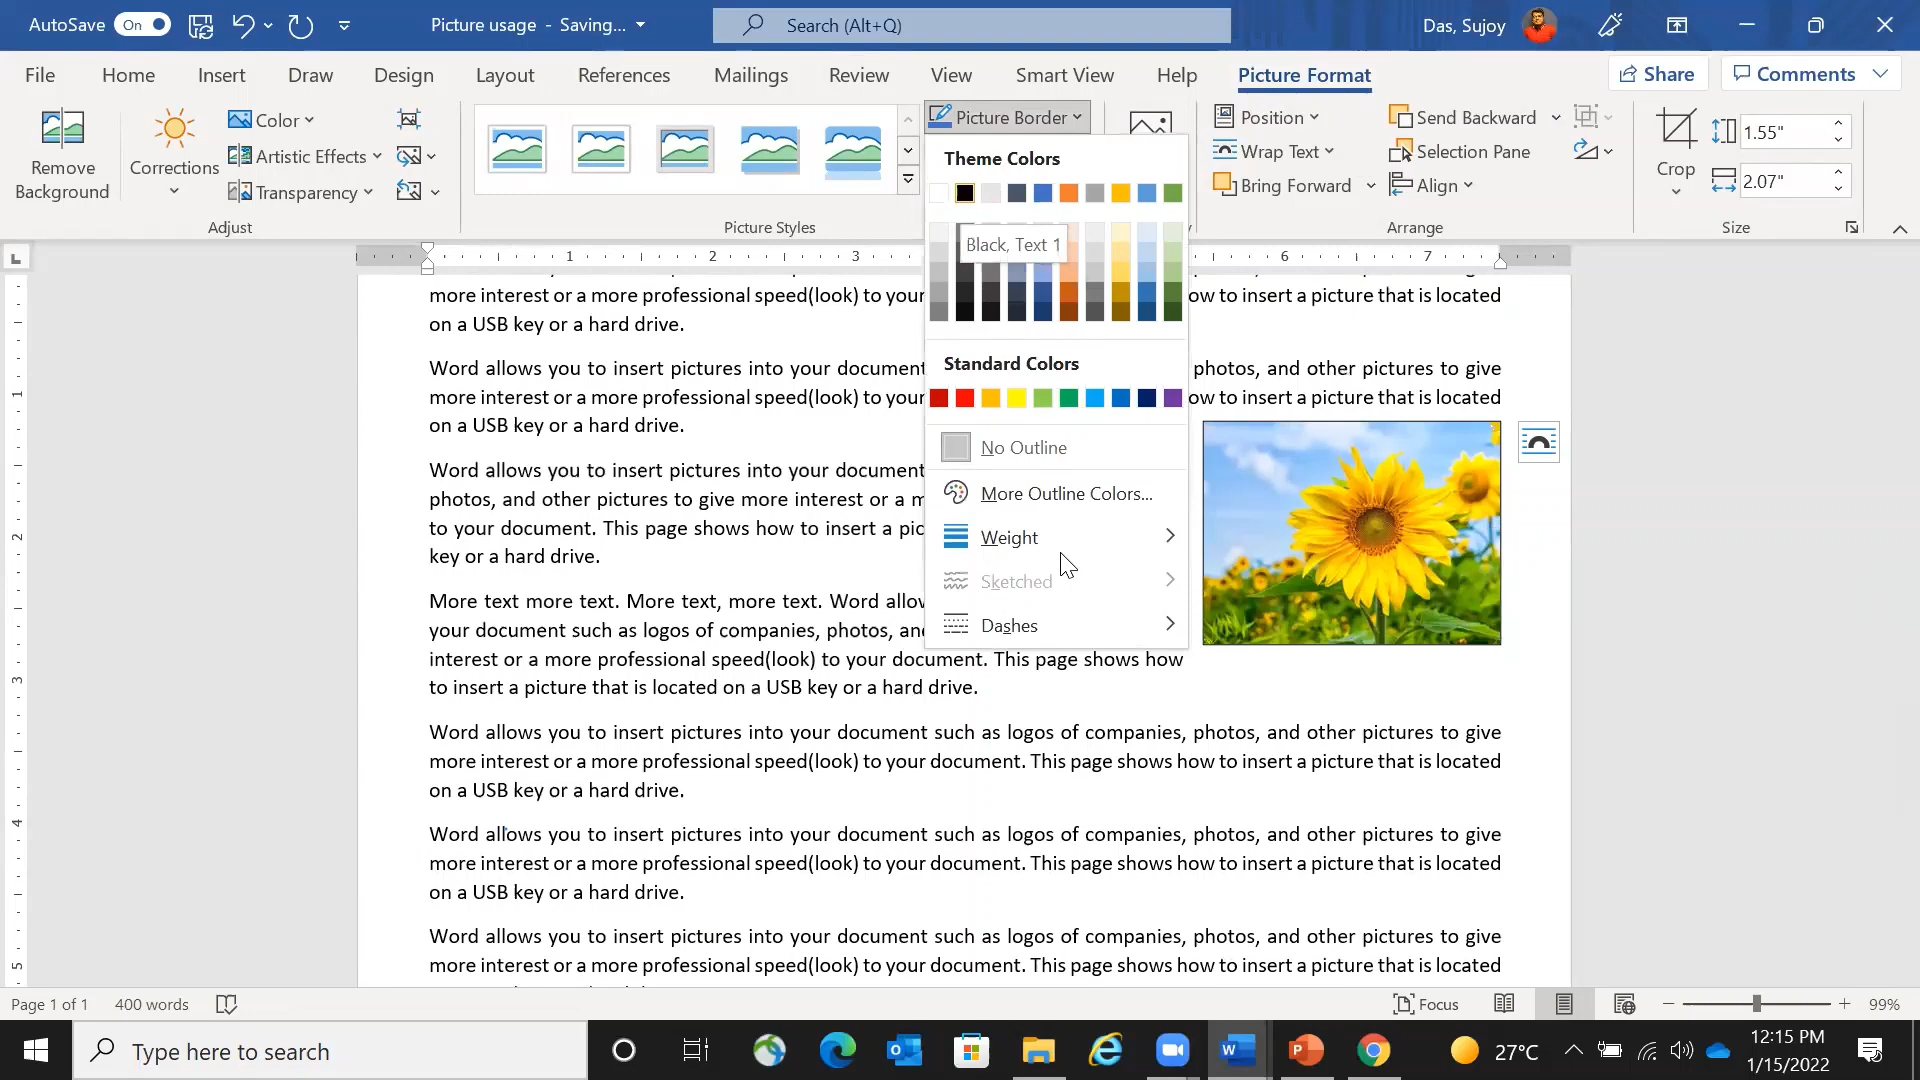 AutoSave On Picture usage - Saving... Search (Alt+Q) Das, Sujoy
File Home Insert Draw Design Layout References Mailings Review View Smart View Help Picture Format Share Comments
Remove Background
Corrections
Color
Artistic Effects
Transparency
Adjust
Picture Styles
Picture Border
Position
Wrap Text
Bring Forward
Send Backward
Selection Pane
Align
Arrange
Crop
1.55"
2.07"
Size
Theme Colors
Black, Text 1
Standard Colors
No Outline
More Outline Colors...
Weight
Sketched
Dashes
1 2 3 6 7
1
2
3
4
5
more interest or a more professional speed(look) to your ow to insert a picture that is located
on a USB key or a hard drive.
Word allows you to insert pictures into your document photos, and other pictures to give
more interest or a more professional speed(look) to your ow to insert a picture that is located
on a USB key or a hard drive.
Word allows you to insert pictures into your document
photos, and other pictures to give more interest or a m
to your document. This page shows how to insert a pic
key or a hard drive.
More text more text. More text, more text. Word allow
your document such as logos of companies, photos, an
interest or a more professional speed(look) to your document. This page shows how
to insert a picture that is located on a USB key or a hard drive.
Word allows you to insert pictures into your document such as logos of companies, photos, and other pictures to give
more interest or a more professional speed(look) to your document. This page shows how to insert a picture that is located
on a USB key or a hard drive.
Word allows you to insert pictures into your document such as logos of companies, photos, and other pictures to give
more interest or a more professional speed(look) to your document. This page shows how to insert a picture that is located
on a USB key or a hard drive.
Word allows you to insert pictures into your document such as logos of companies, photos, and other pictures to give
more interest or a more professional speed(look) to your document. This page shows how to insert a picture that is located
Page 1 of 1 400 words Focus 99%
Type here to search 27°C 12:15 PM
1/15/2022